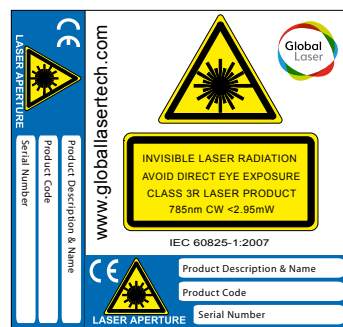 LASER APERTURE
CE
Serial Number
Product Code
Product Description & Name
www.globallasertech.com
Global
Laser
INVISIBLE LASER RADIATION
AVOID DIRECT EYE EXPOSURE
CLASS 3R LASER PRODUCT
785nm CW <2.95mW
IEC 60825-1:2007
CE
LASER APERTURE
Product Description & Name
Product Code
Serial Number